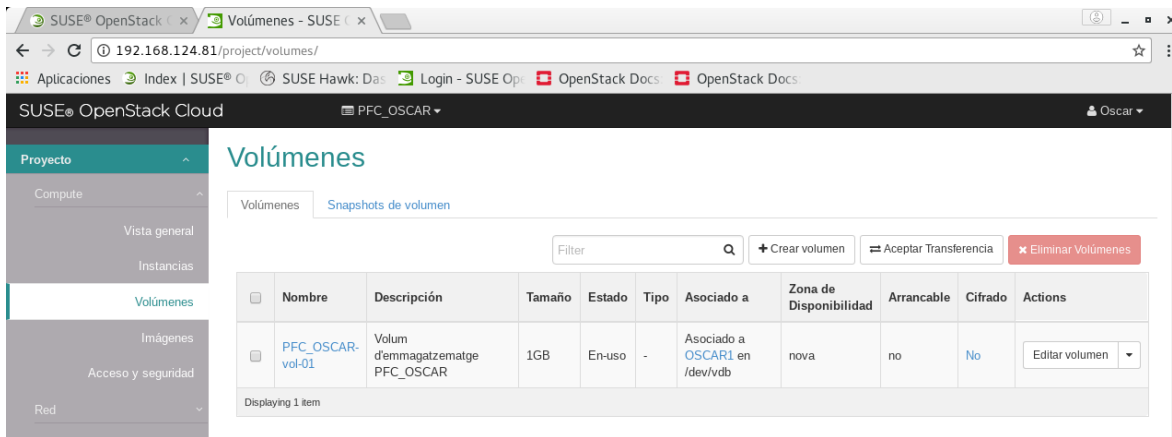 SUSE® OpenStack C
Volúmenes - SUSE C
192.168.124.81/project/volumes/
Aplicaciones Index | SUSE® O SUSE Hawk: Das Login - SUSE Ope OpenStack Docs OpenStack Docs
SUSE® OpenStack Cloud PFC_OSCAR Oscar
Proyecto
Compute
Vista general
Instancias
Volúmenes
Imágenes
Acceso y seguridad
Red
Volúmenes
Volúmenes Snapshots de volumen
Filter Crear volumen Aceptar Transferencia Eliminar Volúmenes
Nombre Descripción Tamaño Estado Tipo Asociado a Zona de Disponibilidad Arrancable Cifrado Actions
PFC_OSCAR-vol-01 Volum d'emmagatzematge PFC_OSCAR 1GB En-uso - Asociado a OSCAR1 en /dev/vdb nova no No Editar volumen
Displaying 1 item